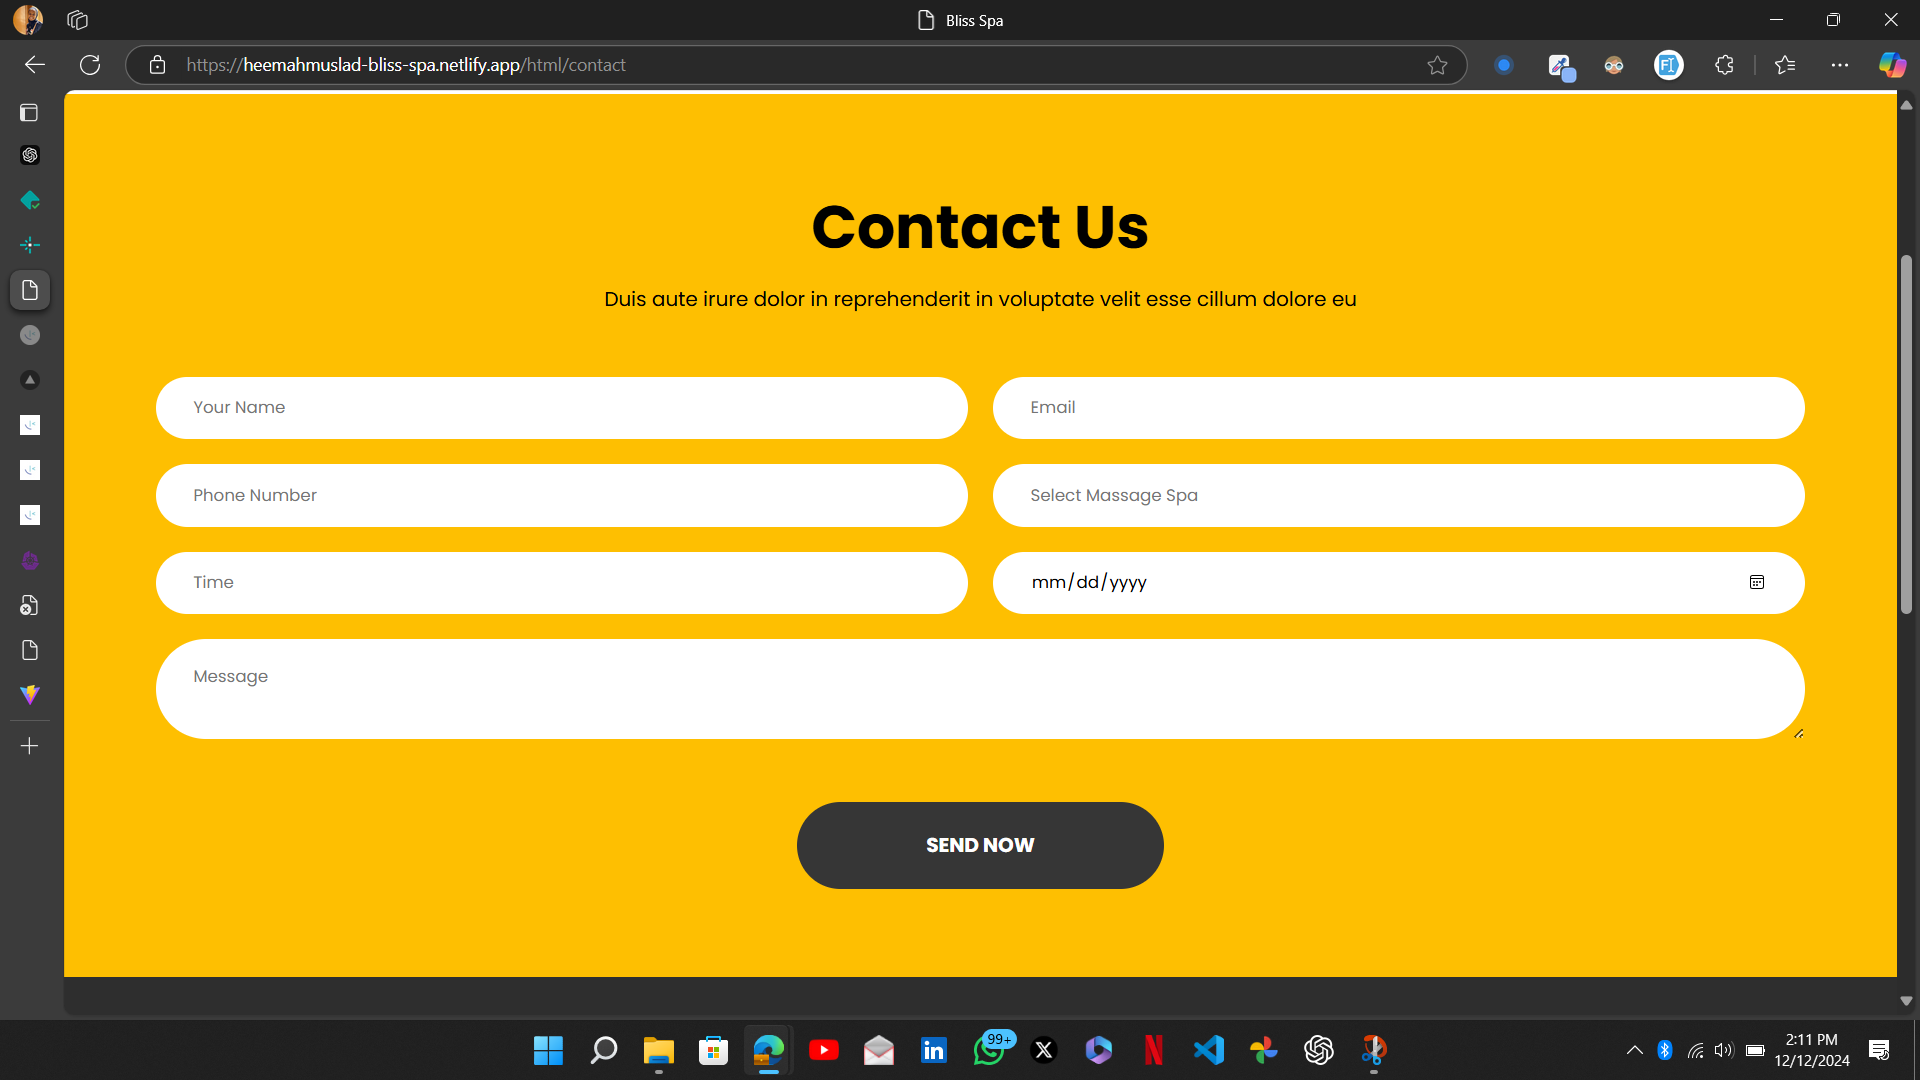 Bliss Spa
https://heemahmuslad-bliss-spa.netlify.app/html/contact
Contact Us
Duis aute irure dolor in reprehenderit in voluptate velit esse cillum dolore eu
Your Name
Email
Phone Number
Select Massage Spa
Time
mm/dd/yyyy
Message
SEND NOW
99+
2:11 PM
12/12/2024